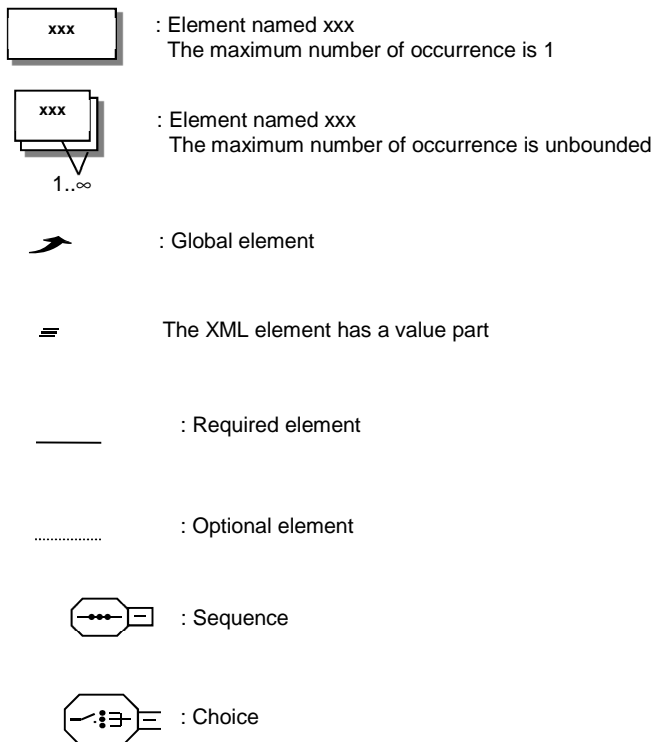 xxx
: Element named xxx
The maximum number of occurrence is 1
xxx
: Element named xxx
The maximum number of occurrence is unbounded
1..∞
: Global element
The XML element has a value part
: Required element
: Optional element
: Sequence
: Choice